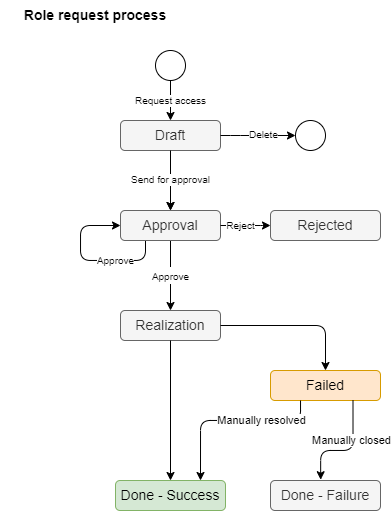 Role request process
Request access
Draft
Delete
Send for approval
Approval
Reject
Rejected
Approve
Approve
Realization
Failed
Manually resolved
Manually closed
Done - Success
Done - Failure